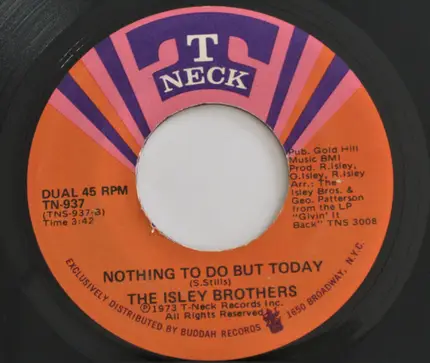 T
NECK
DUAL 45 RPM
TN-937
(TNS-937-3)
Time 3:42
Pub. Gold Hill
Music BMI
Prod. R.Isley,
O.Isley, R.Isley
Arr.: The
Isley Bros. &
Geo. Patterson
from the LP
"Givin' It
Back" TNS 3008
NOTHING TO DO BUT TODAY
(S.Stills)
THE ISLEY BROTHERS
Ⓟ1973 T-Neck Records Inc.
All Rights Reserved
EXCLUSIVELY DISTRIBUTED BY BUDDAH RECORDS 1650 BROADWAY, N.Y.C.